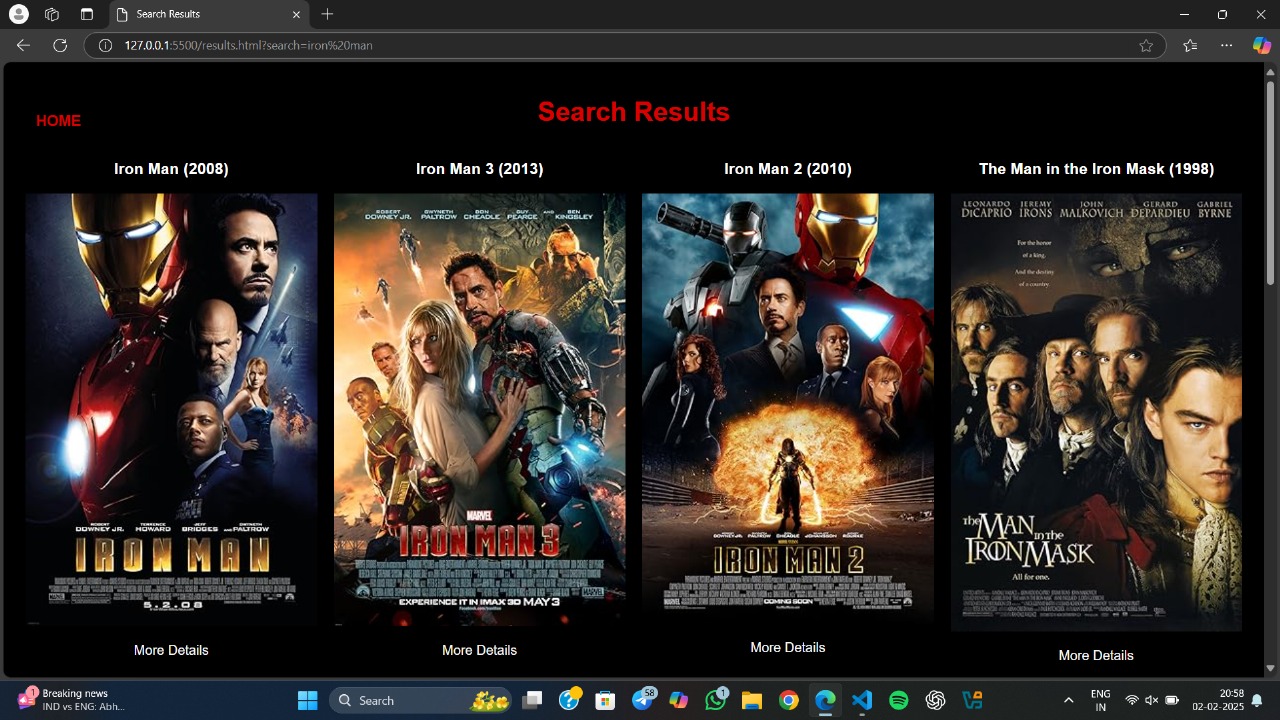 Search Results
127.0.0.1:5500/results.html?search=iron%20man
HOME
Search Results
Iron Man (2008)
Iron Man 3 (2013)
Iron Man 2 (2010)
The Man in the Iron Mask (1998)
ROBERT DOWNEY JR. TERRENCE HOWARD JEFF BRIDGES AND GWYNETH PALTROW
IRON MAN
5.2.08
ROBERT DOWNEY JR. GWYNETH PALTROW DON CHEADLE GUY PEARCE AND BEN KINGSLEY
MARVEL
IRON MAN 3
EXPERIENCE IT IN IMAX 3D MAY 3
IRON MAN 2
COMING SOON
LEONARDO DiCAPRIO JEREMY IRONS JOHN MALKOVICH GERARD DEPARDIEU GABRIEL BYRNE
For the honor
of a king.
And the destiny
of a country.
the MAN
in the
IRON MASK
All for one.
More Details
More Details
More Details
More Details
1
Breaking news
IND vs ENG: Abh...
Search
58
1
ENG
IN
20:58
02-02-2025